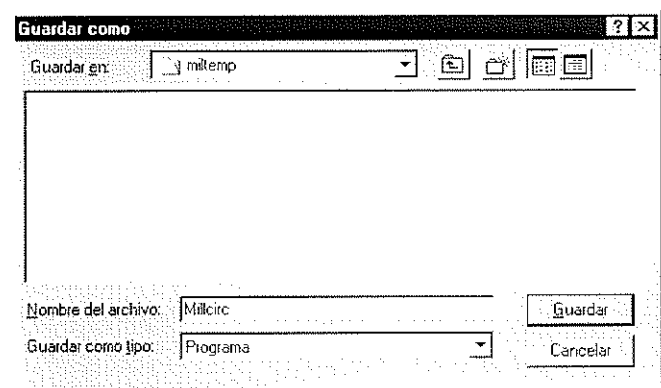 Guardar como
Guardar en: miltemp
Nombre del archivo: Millcirc
Guardar
Guardar como tipo: Programa
Cancelar